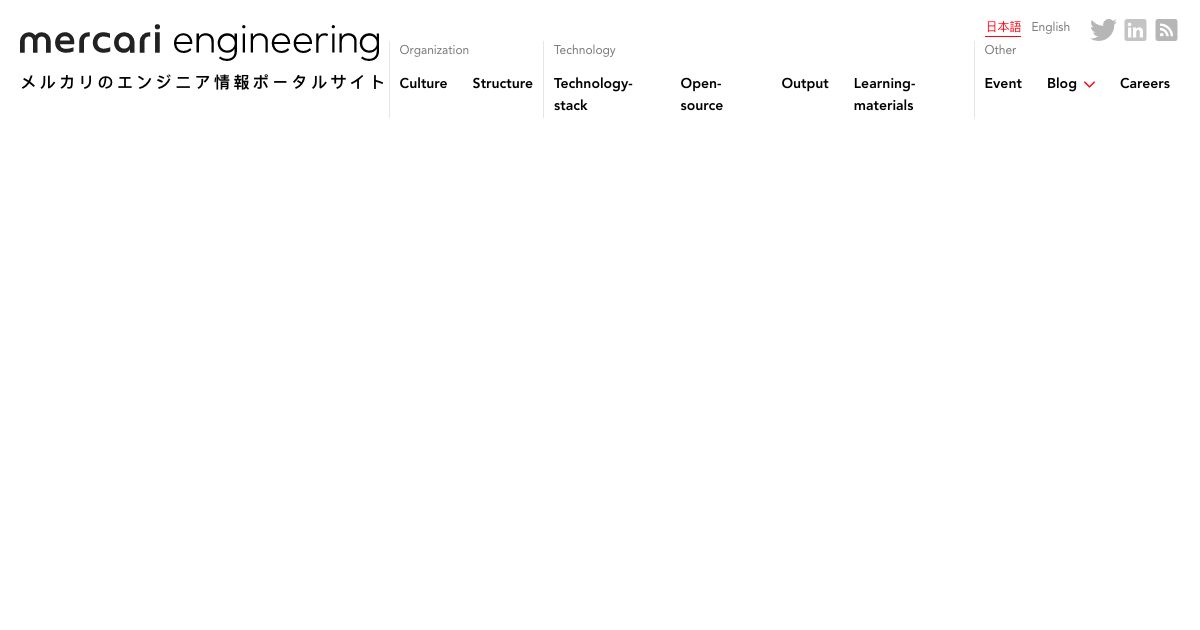 mercari engineering
メルカリのエンジニア情報ポータルサイト
日本語 English
Organization
Culture Structure
Technology
Technology-
stack
Open-
source
Output
Learning-
materials
Other
Event Blog Careers